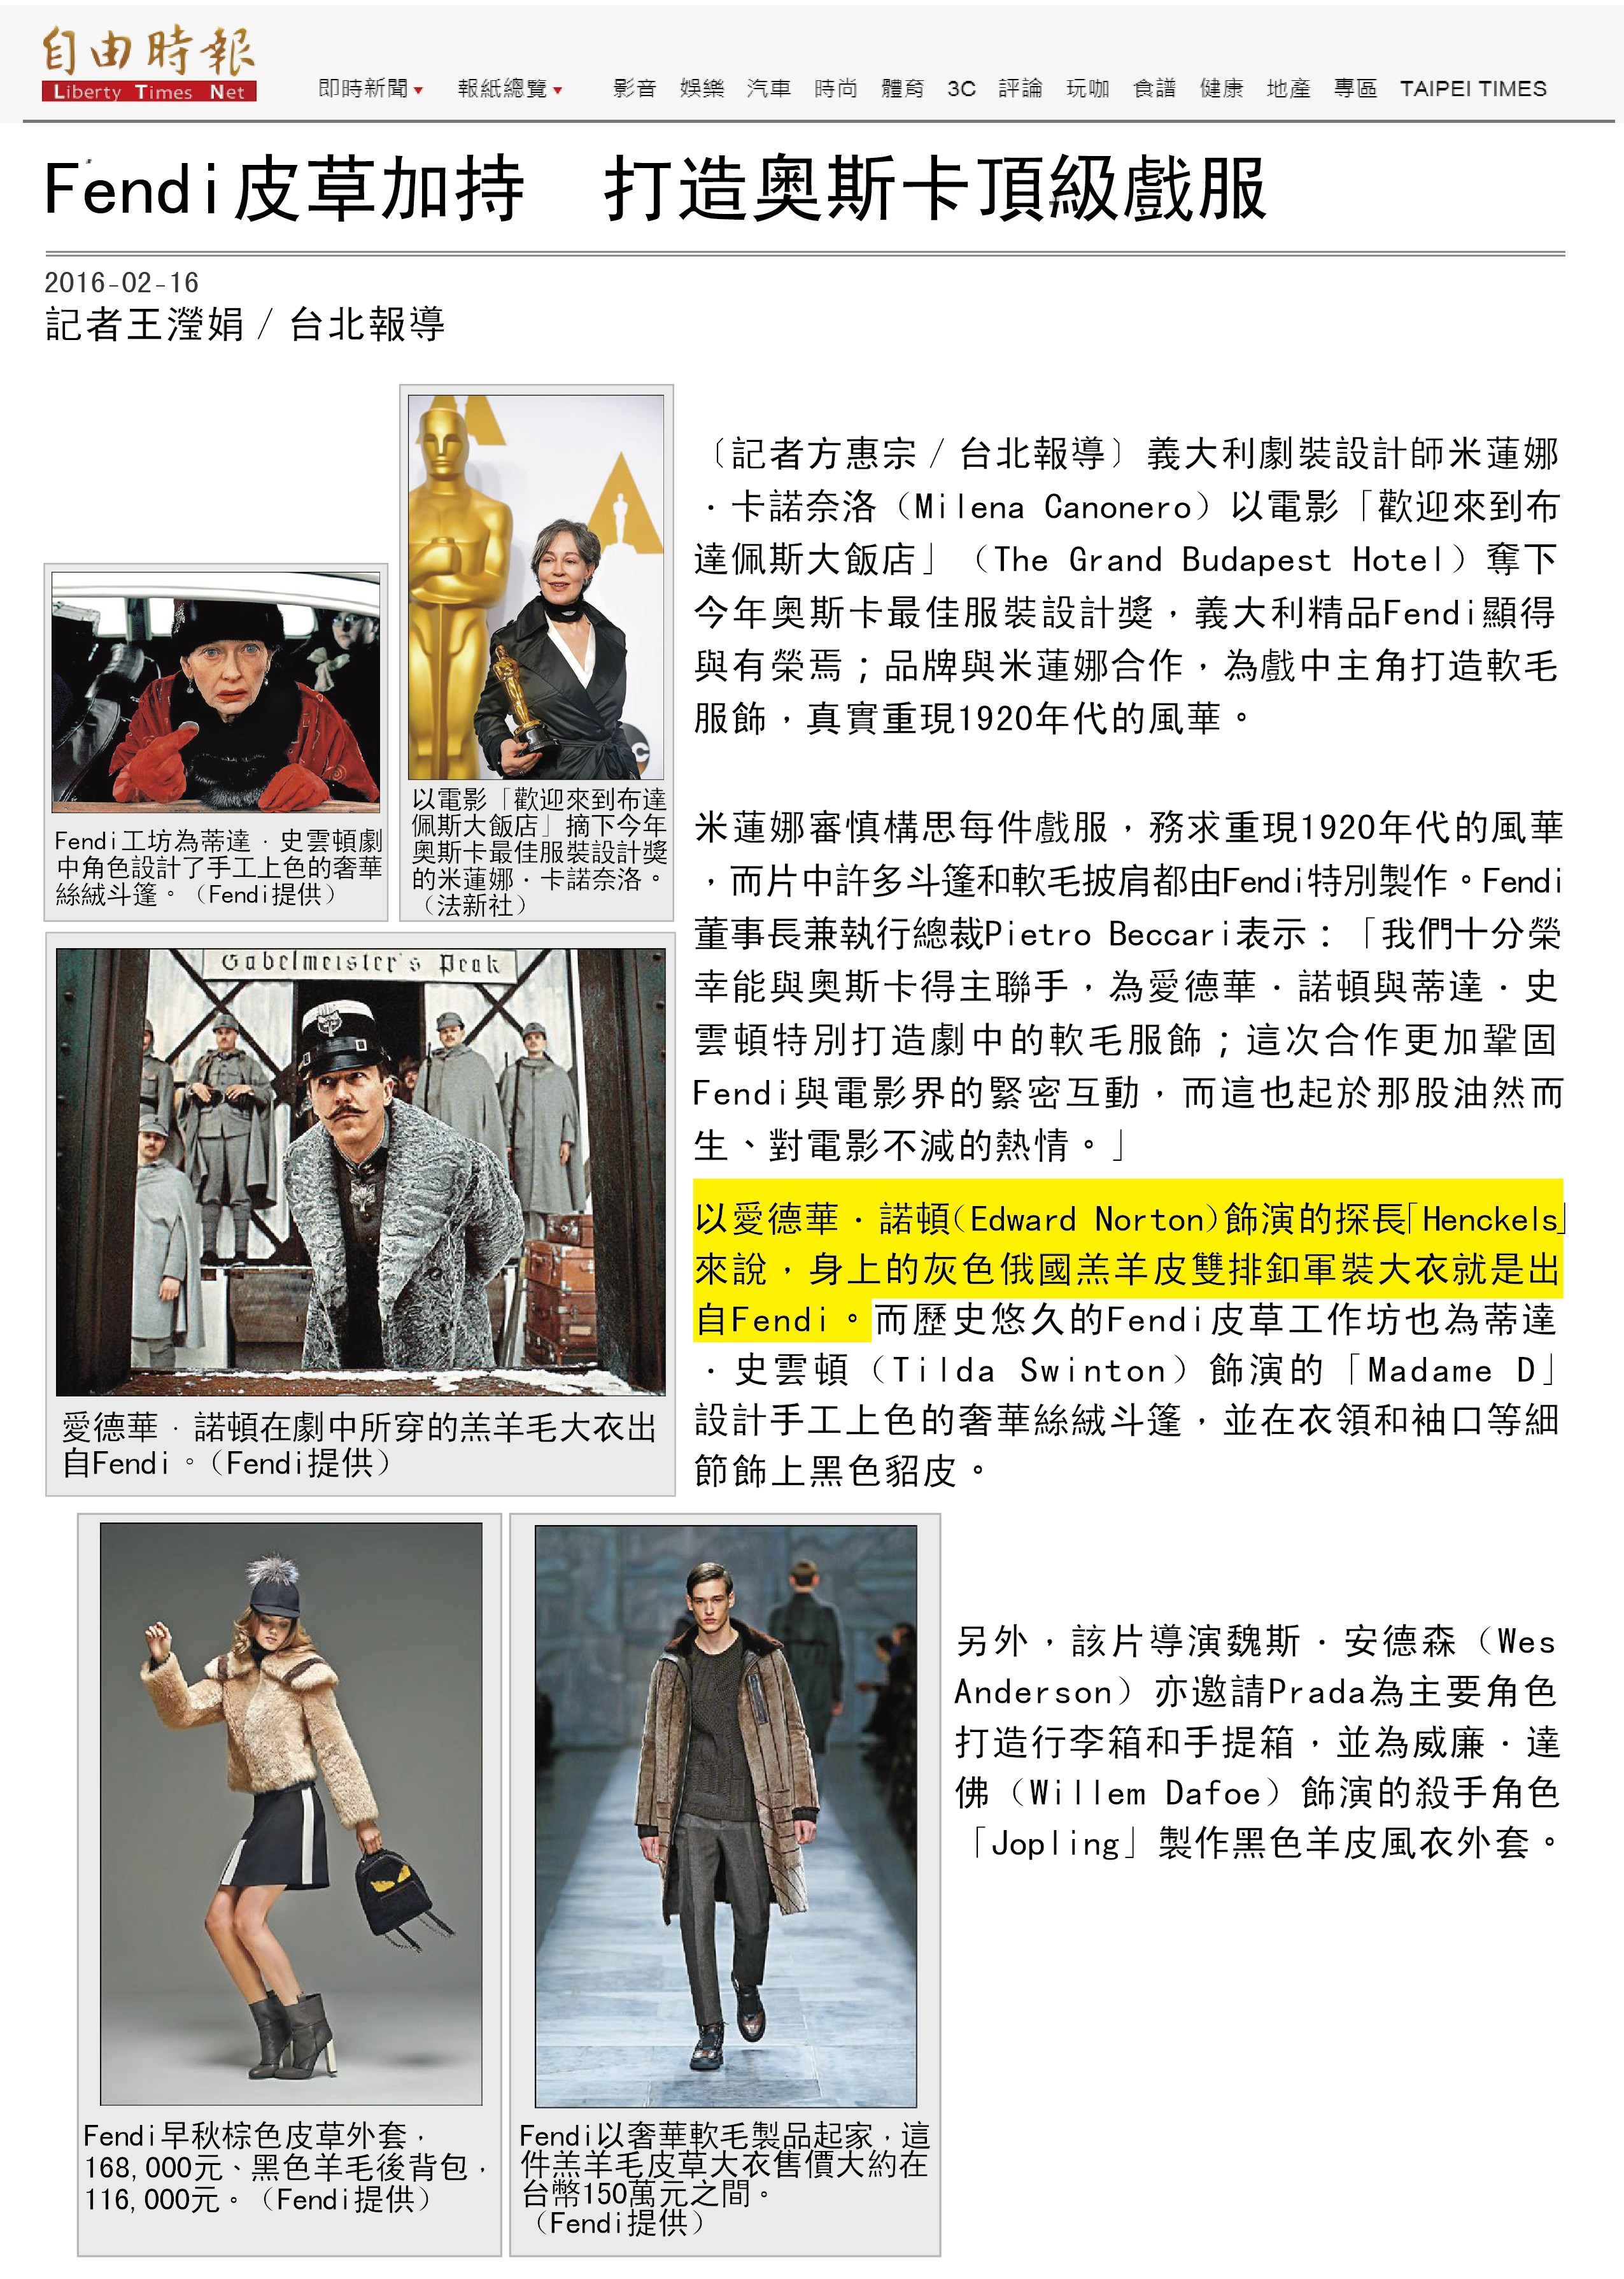 自由時報
Liberty Times Net
即時新聞 報紙總覽 影音 娛樂 汽車 時尚 體育 3C 評論 玩咖 食譜 健康 地產 專區 TAIPEI TIMES
Fendi皮草加持 打造奧斯卡頂級戲服
2016-02-16
記者王瀅娟/台北報導
〔記者方惠宗/台北報導〕義大利劇裝設計師米蓮娜
·卡諾奈洛(Milena Canonero)以電影「歡迎來到布
達佩斯大飯店」(The Grand Budapest Hotel)奪下
今年奧斯卡最佳服裝設計獎,義大利精品Fendi顯得
與有榮焉;品牌與米蓮娜合作,為戲中主角打造軟毛
服飾,真實重現1920年代的風華。
Fendi工坊為蒂達·史雲頓劇
中角色設計了手工上色的奢華
絲絨斗篷。(Fendi提供)
以電影「歡迎來到布達
佩斯大飯店」摘下今年
奧斯卡最佳服裝設計獎
的米蓮娜·卡諾奈洛。
(法新社)
米蓮娜審慎構思每件戲服,務求重現1920年代的風華
,而片中許多斗篷和軟毛披肩都由Fendi特別製作。Fendi
董事長兼執行總裁Pietro Beccari表示:「我們十分榮
幸能與奧斯卡得主聯手,為愛德華·諾頓與蒂達·史
雲頓特別打造劇中的軟毛服飾;這次合作更加鞏固
Fendi與電影界的緊密互動,而這也起於那股油然而
生、對電影不減的熱情。」
Gabelmeister's Peak
愛德華·諾頓在劇中所穿的羔羊毛大衣出
自Fendi。(Fendi提供)
以愛德華·諾頓(Edward Norton)飾演的探長「Henckels」
來說,身上的灰色俄國羔羊皮雙排釦軍裝大衣就是出
自Fendi。而歷史悠久的Fendi皮草工作坊也為蒂達
·史雲頓(Tilda Swinton)飾演的「Madame D」
設計手工上色的奢華絲絨斗篷,並在衣領和袖口等細
節飾上黑色貂皮。
另外,該片導演魏斯·安德森(Wes
Anderson)亦邀請Prada為主要角色
打造行李箱和手提箱,並為威廉·達
佛(Willem Dafoe)飾演的殺手角色
「Jopling」製作黑色羊皮風衣外套。
Fendi早秋棕色皮草外套,
168,000元、黑色羊毛後背包,
116,000元。(Fendi提供)
Fendi以奢華軟毛製品起家,這
件羔羊毛皮草大衣售價大約在
台幣150萬元之間。
(Fendi提供)